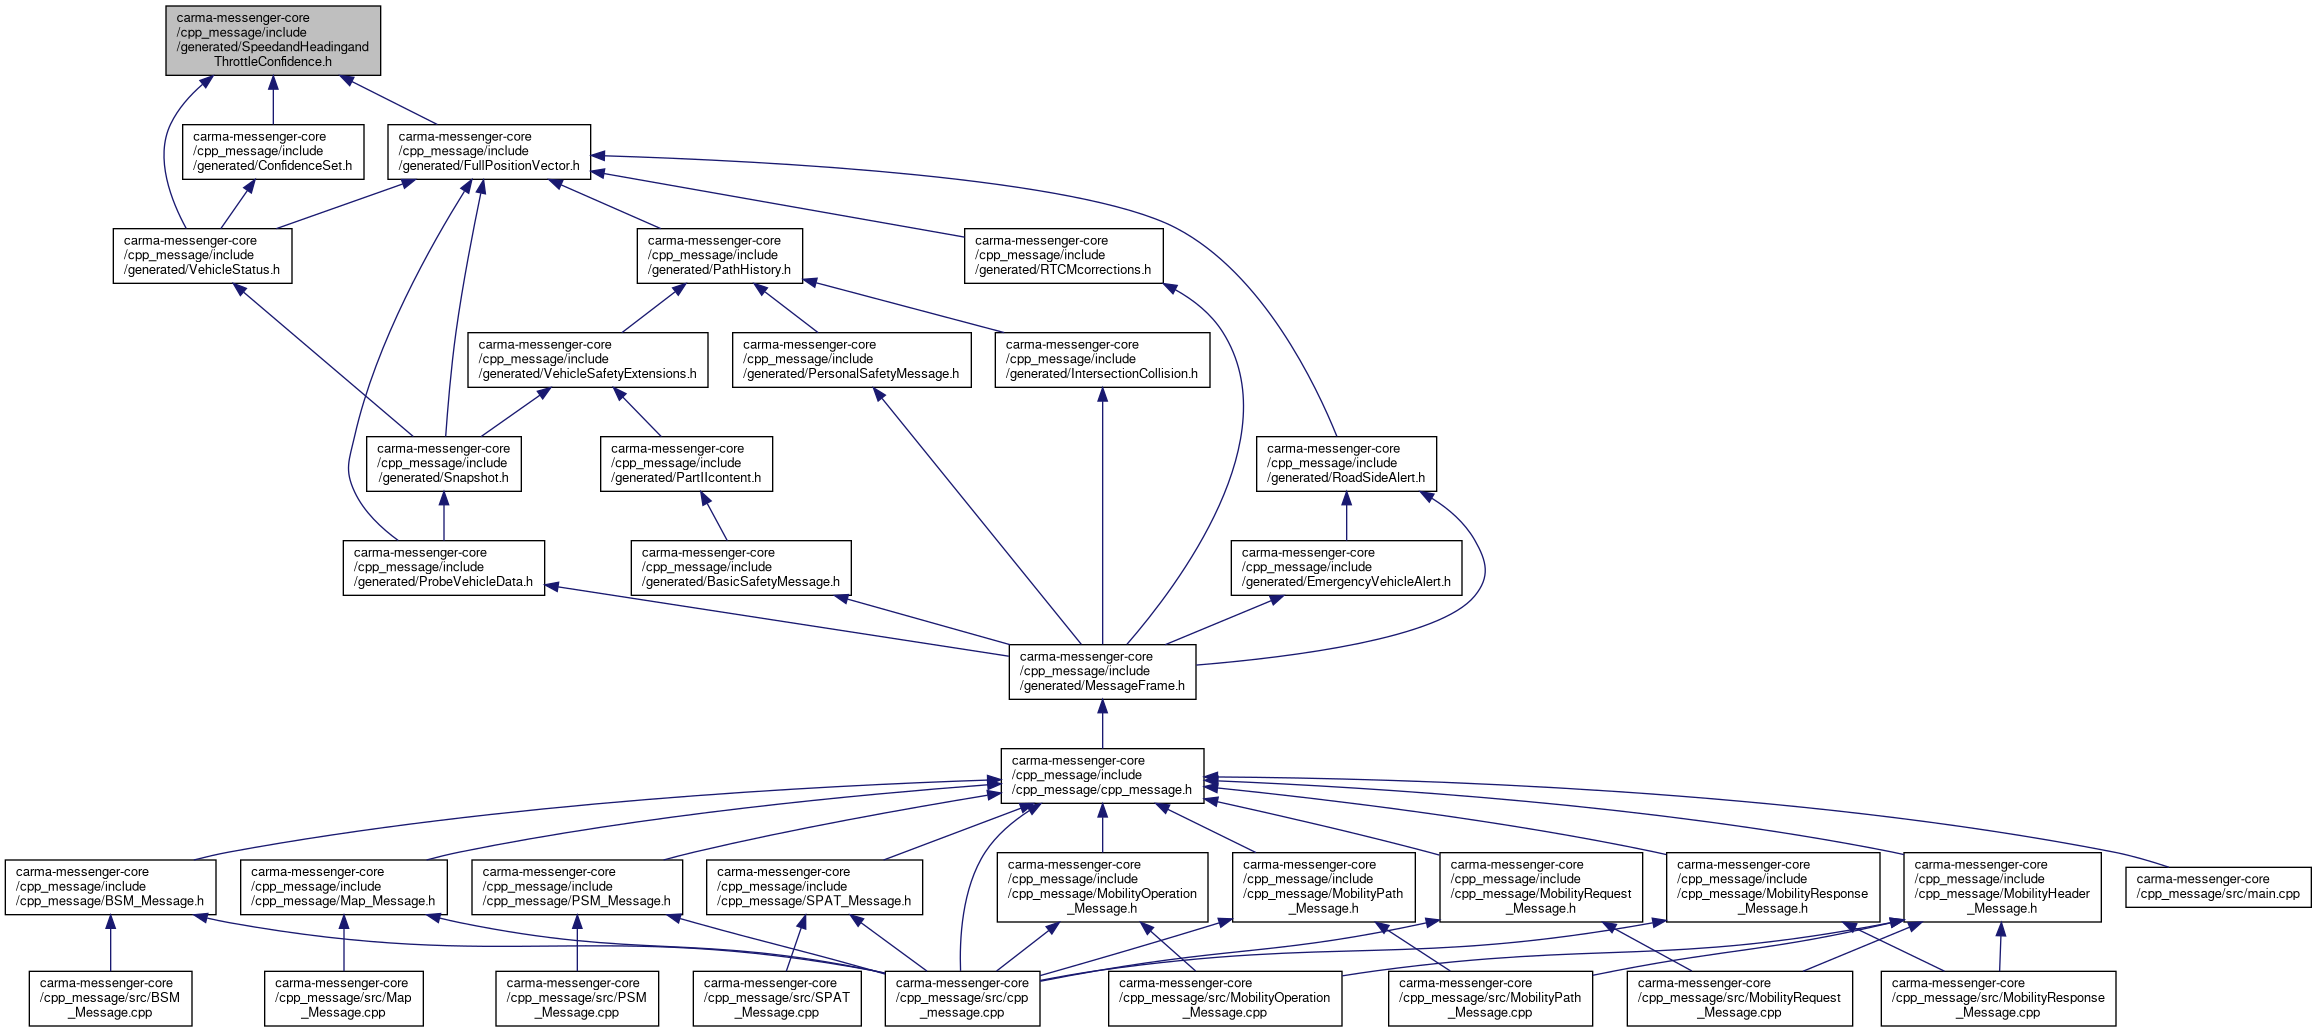 carma-messenger-core
/cpp_message/include
/generated/SpeedandHeadingand
ThrottleConfidence.h
carma-messenger-core
/cpp_message/include
/generated/ConfidenceSet.h
carma-messenger-core
/cpp_message/include
/generated/FullPositionVector.h
carma-messenger-core
/cpp_message/include
/generated/VehicleStatus.h
carma-messenger-core
/cpp_message/include
/generated/PathHistory.h
carma-messenger-core
/cpp_message/include
/generated/RTCMcorrections.h
carma-messenger-core
/cpp_message/include
/generated/VehicleSafetyExtensions.h
carma-messenger-core
/cpp_message/include
/generated/PersonalSafetyMessage.h
carma-messenger-core
/cpp_message/include
/generated/IntersectionCollision.h
carma-messenger-core
/cpp_message/include
/generated/Snapshot.h
carma-messenger-core
/cpp_message/include
/generated/PartIIcontent.h
carma-messenger-core
/cpp_message/include
/generated/RoadSideAlert.h
carma-messenger-core
/cpp_message/include
/generated/ProbeVehicleData.h
carma-messenger-core
/cpp_message/include
/generated/BasicSafetyMessage.h
carma-messenger-core
/cpp_message/include
/generated/EmergencyVehicleAlert.h
carma-messenger-core
/cpp_message/include
/generated/MessageFrame.h
carma-messenger-core
/cpp_message/include
/cpp_message/cpp_message.h
carma-messenger-core
/cpp_message/include
/cpp_message/BSM_Message.h
carma-messenger-core
/cpp_message/include
/cpp_message/Map_Message.h
carma-messenger-core
/cpp_message/include
/cpp_message/PSM_Message.h
carma-messenger-core
/cpp_message/include
/cpp_message/SPAT_Message.h
carma-messenger-core
/cpp_message/include
/cpp_message/MobilityOperation
_Message.h
carma-messenger-core
/cpp_message/include
/cpp_message/MobilityPath
_Message.h
carma-messenger-core
/cpp_message/include
/cpp_message/MobilityRequest
_Message.h
carma-messenger-core
/cpp_message/include
/cpp_message/MobilityResponse
_Message.h
carma-messenger-core
/cpp_message/include
/cpp_message/MobilityHeader
_Message.h
carma-messenger-core
/cpp_message/src/main.cpp
carma-messenger-core
/cpp_message/src/BSM
_Message.cpp
carma-messenger-core
/cpp_message/src/Map
_Message.cpp
carma-messenger-core
/cpp_message/src/PSM
_Message.cpp
carma-messenger-core
/cpp_message/src/SPAT
_Message.cpp
carma-messenger-core
/cpp_message/src/cpp
_message.cpp
carma-messenger-core
/cpp_message/src/MobilityOperation
_Message.cpp
carma-messenger-core
/cpp_message/src/MobilityPath
_Message.cpp
carma-messenger-core
/cpp_message/src/MobilityRequest
_Message.cpp
carma-messenger-core
/cpp_message/src/MobilityResponse
_Message.cpp